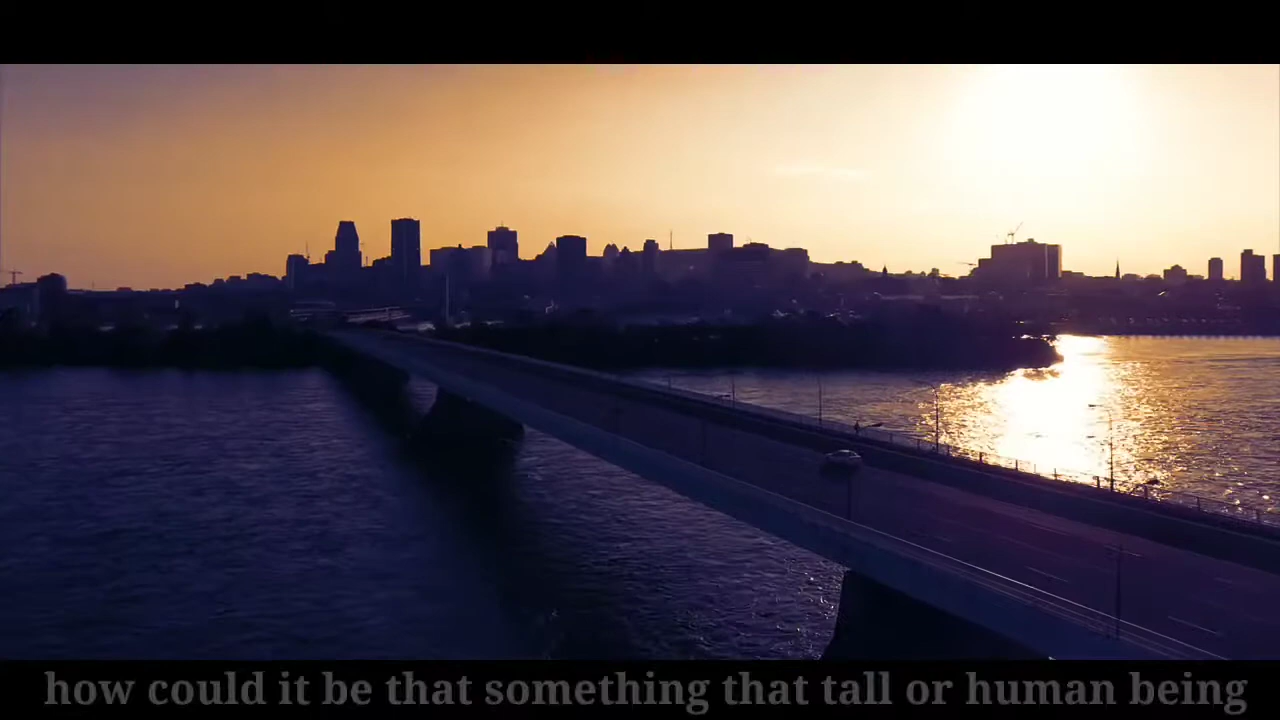 how could it be that something that tall or human being